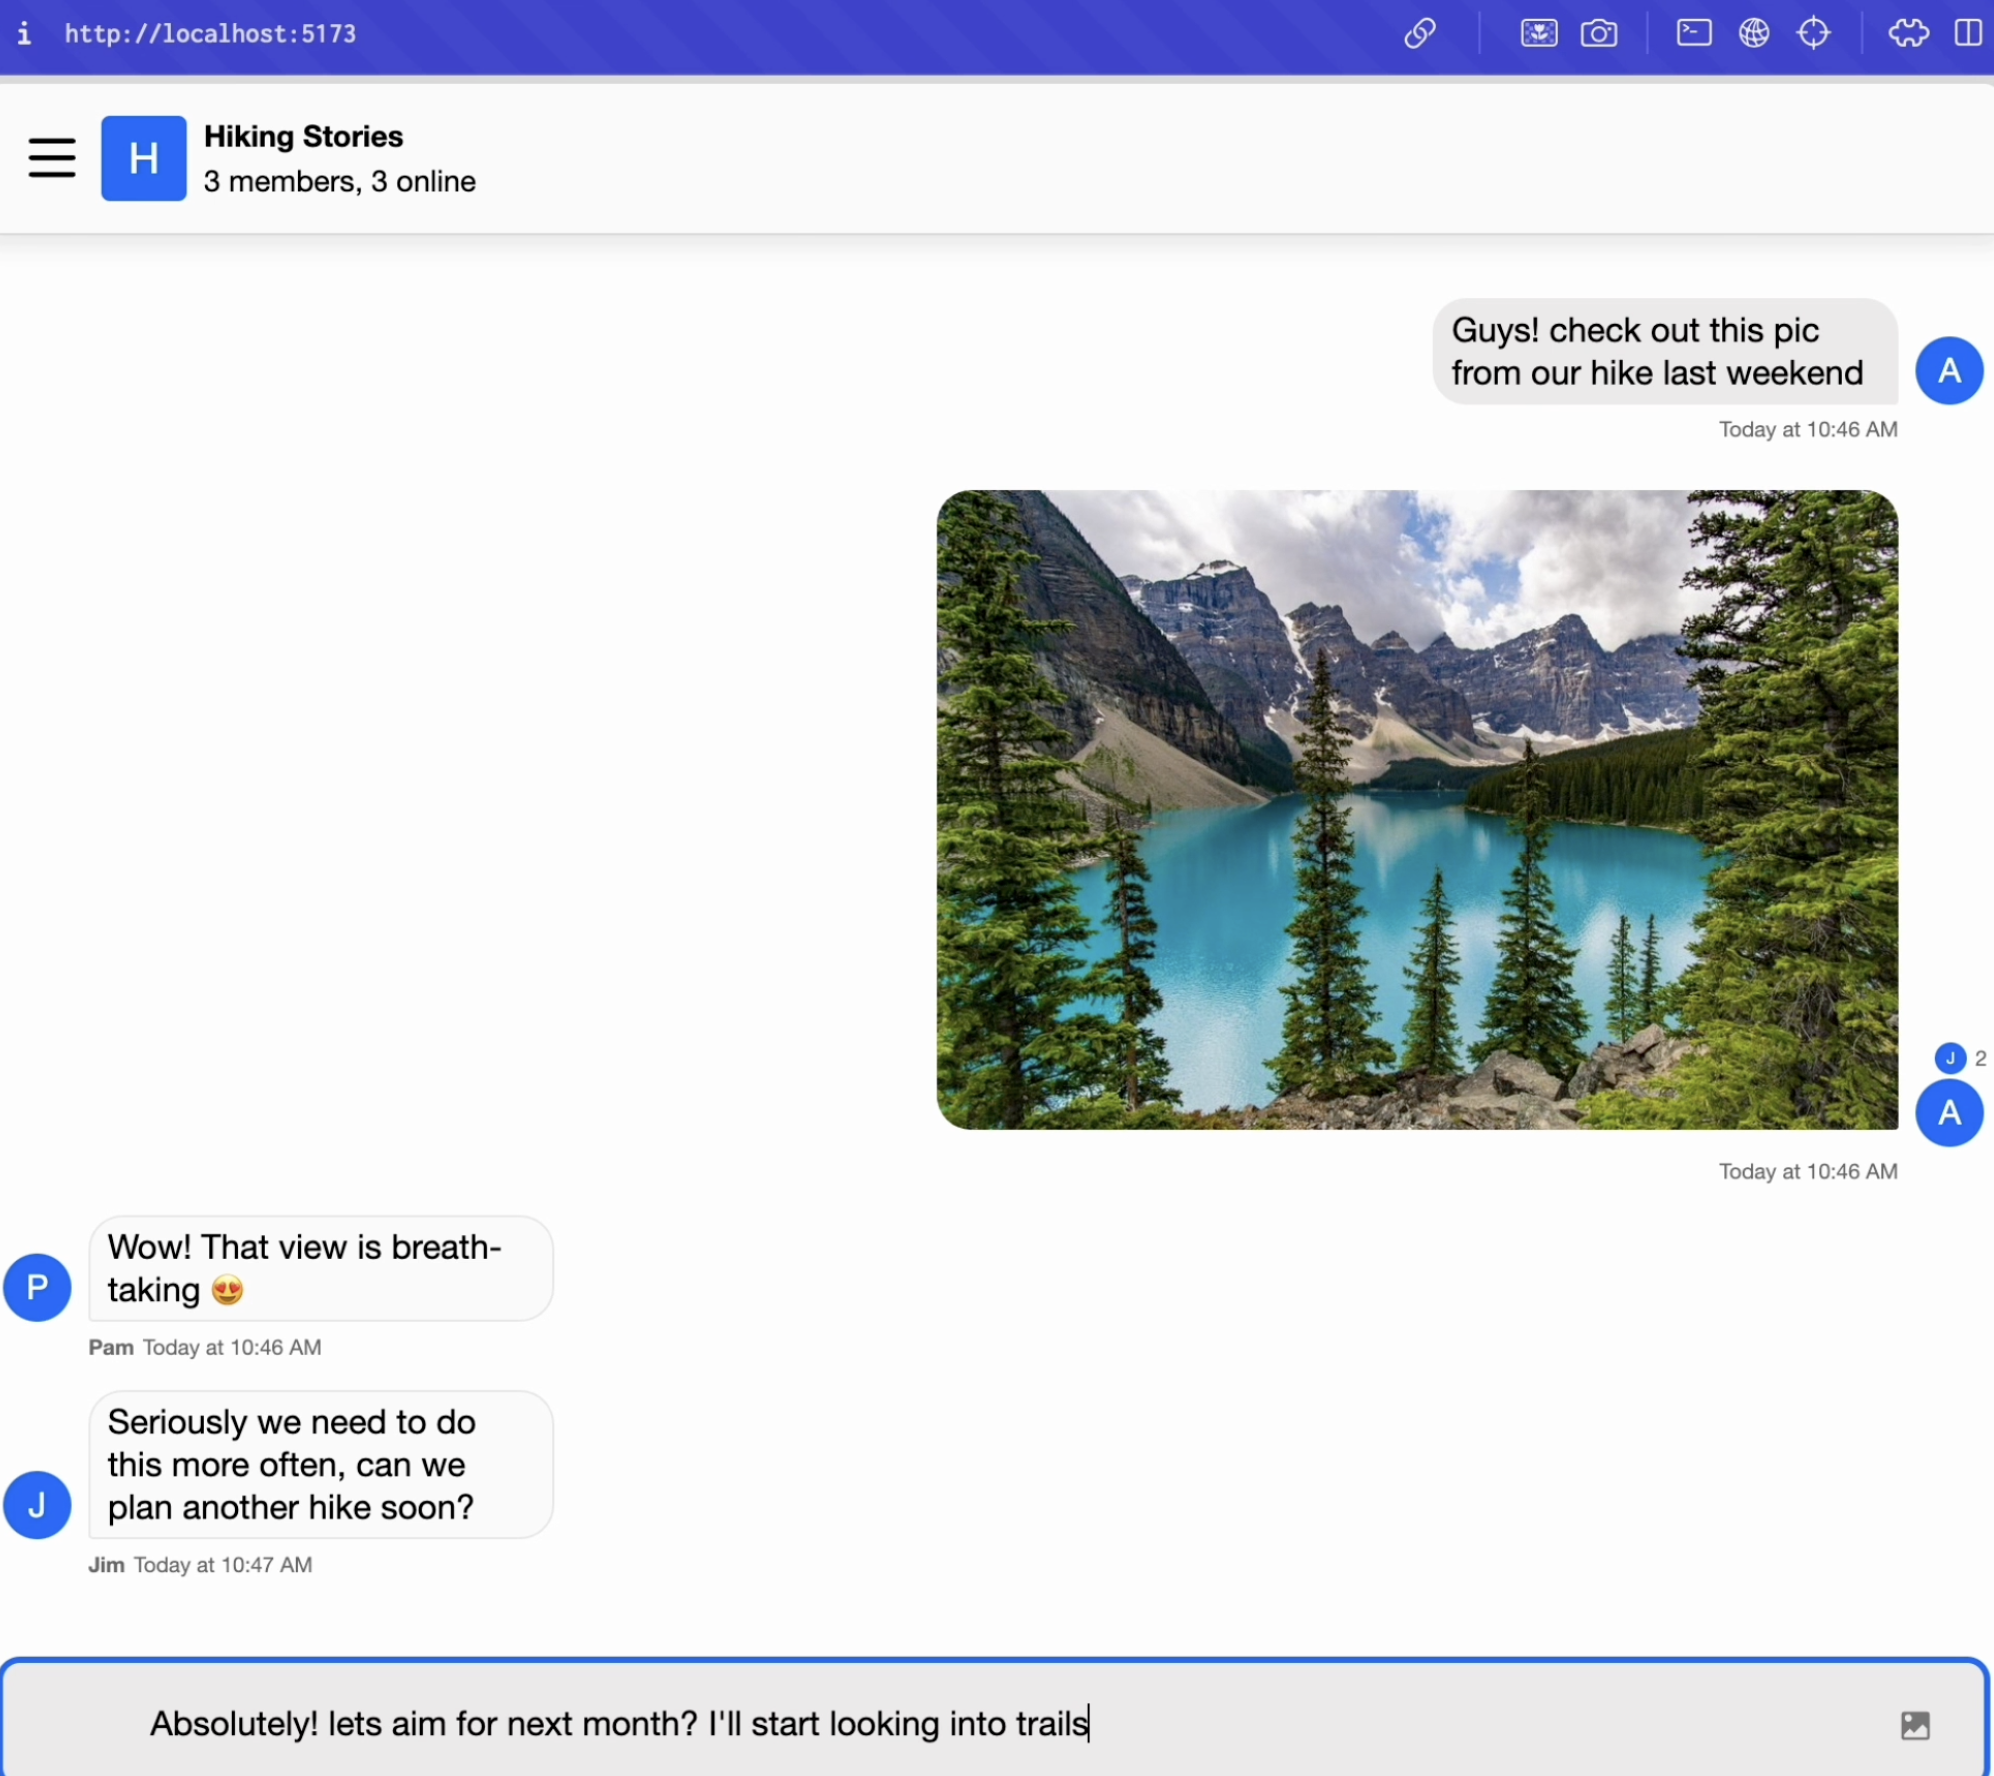 i http://localhost:5173
H
Hiking Stories
3 members, 3 online
Guys! check out this pic
from our hike last weekend
A
Today at 10:46 AM
J 2
A
Today at 10:46 AM
Wow! That view is breath-
taking 😍
P
Pam Today at 10:46 AM
Seriously we need to do
this more often, can we
plan another hike soon?
J
Jim Today at 10:47 AM
Absolutely! lets aim for next month? I'll start looking into trails